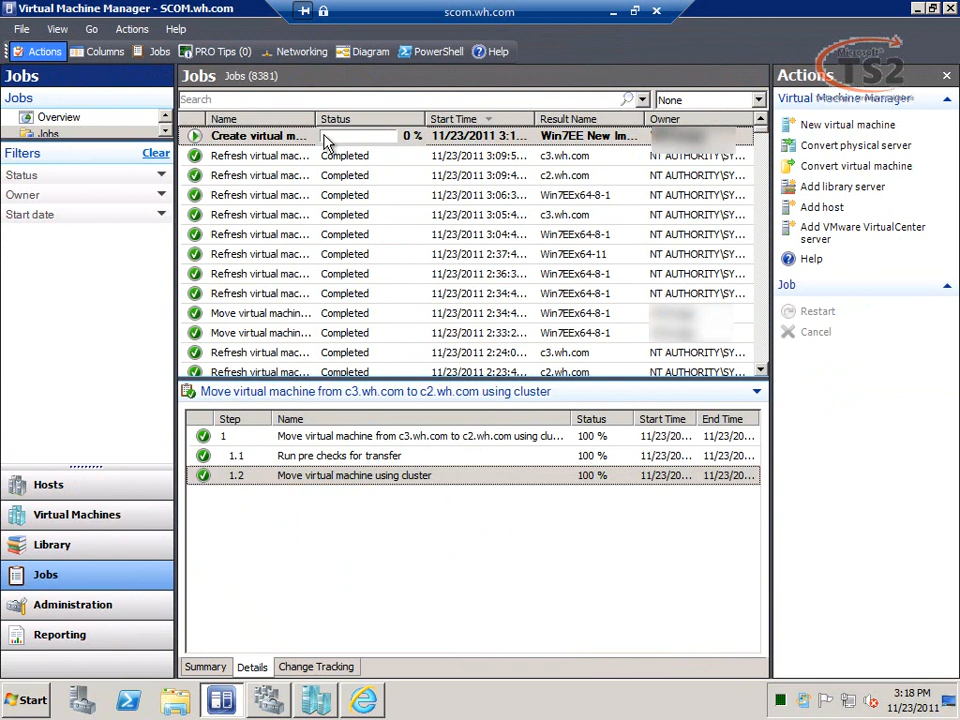 Virtual Machine Manager - SCOM.wh.com
scom.wh.com
File View Go Actions Help
Actions Columns Jobs PRO Tips (0) Networking Diagram PowerShell Help
Microsoft
TS2
Jobs
Jobs
Overview
Jobs
Filters Clear
Status
Owner
Start date
Hosts
Virtual Machines
Library
Jobs
Administration
Reporting
Jobs Jobs (8381)
Search None
Name Status Start Time Result Name Owner
Create virtual m... 0 % 11/23/2011 3:1... Win7EE New Im...
Refresh virtual mac... Completed 11/23/2011 3:09:5... c3.wh.com NT AUTHORITY\SY...
Refresh virtual mac... Completed 11/23/2011 3:09:4... c2.wh.com NT AUTHORITY\SY...
Refresh virtual mac... Completed 11/23/2011 3:06:3... Win7EEx64-8-1 NT AUTHORITY\SY...
Refresh virtual mac... Completed 11/23/2011 3:05:4... c3.wh.com NT AUTHORITY\SY...
Refresh virtual mac... Completed 11/23/2011 3:04:4... Win7EEx64-8-1 NT AUTHORITY\SY...
Refresh virtual mac... Completed 11/23/2011 2:37:4... Win7EEx64-11 NT AUTHORITY\SY...
Refresh virtual mac... Completed 11/23/2011 2:36:3... Win7EEx64-8-1 NT AUTHORITY\SY...
Refresh virtual mac... Completed 11/23/2011 2:34:4... Win7EEx64-8-1 NT AUTHORITY\SY...
Move virtual machin... Completed 11/23/2011 2:34:4... Win7EEx64-8-1
Move virtual machin... Completed 11/23/2011 2:33:2... Win7EEx64-8-1
Refresh virtual mac... Completed 11/23/2011 2:24:0... c3.wh.com NT AUTHORITY\SY...
Refresh virtual mac... Completed 11/23/2011 2:23:4... c2.wh.com NT AUTHORITY\SY...
Move virtual machine from c3.wh.com to c2.wh.com using cluster
Step Name Status Start Time End Time
1 Move virtual machine from c3.wh.com to c2.wh.com using clu... 100 % 11/23/20... 11/23/20...
1.1 Run pre checks for transfer 100 % 11/23/20... 11/23/20...
1.2 Move virtual machine using cluster 100 % 11/23/20... 11/23/20...
Summary Details Change Tracking
Actions
Virtual Machine Manager
New virtual machine
Convert physical server
Convert virtual machine
Add library server
Add host
Add VMware VirtualCenter
server
Help
Job
Restart
Cancel
Start
3:18 PM
11/23/2011